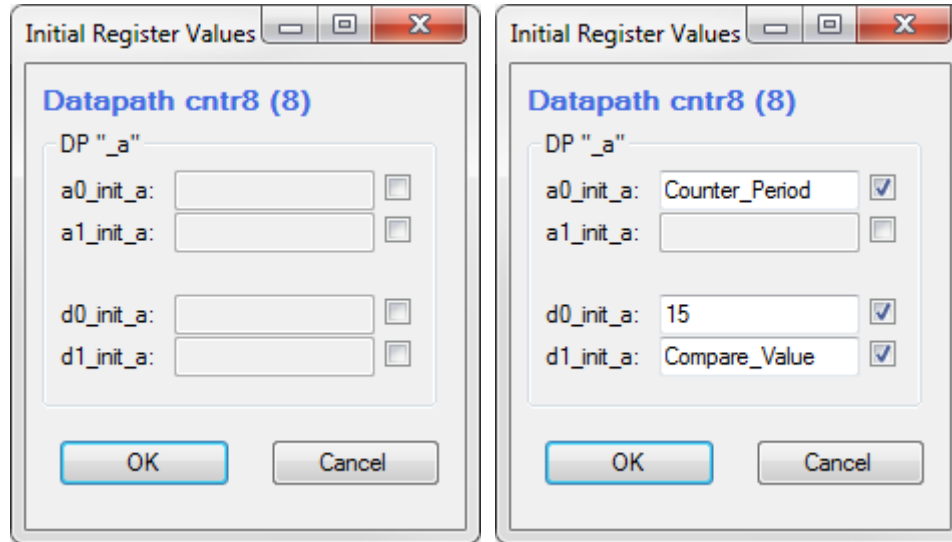 Initial Register Values
Datapath cntr8 (8)
DP "_a"
a0_init_a:
a1_init_a:
d0_init_a:
d1_init_a:
OK Cancel
Initial Register Values
Datapath cntr8 (8)
DP "_a"
a0_init_a: Counter_Period
a1_init_a:
d0_init_a: 15
d1_init_a: Compare_Value
OK Cancel